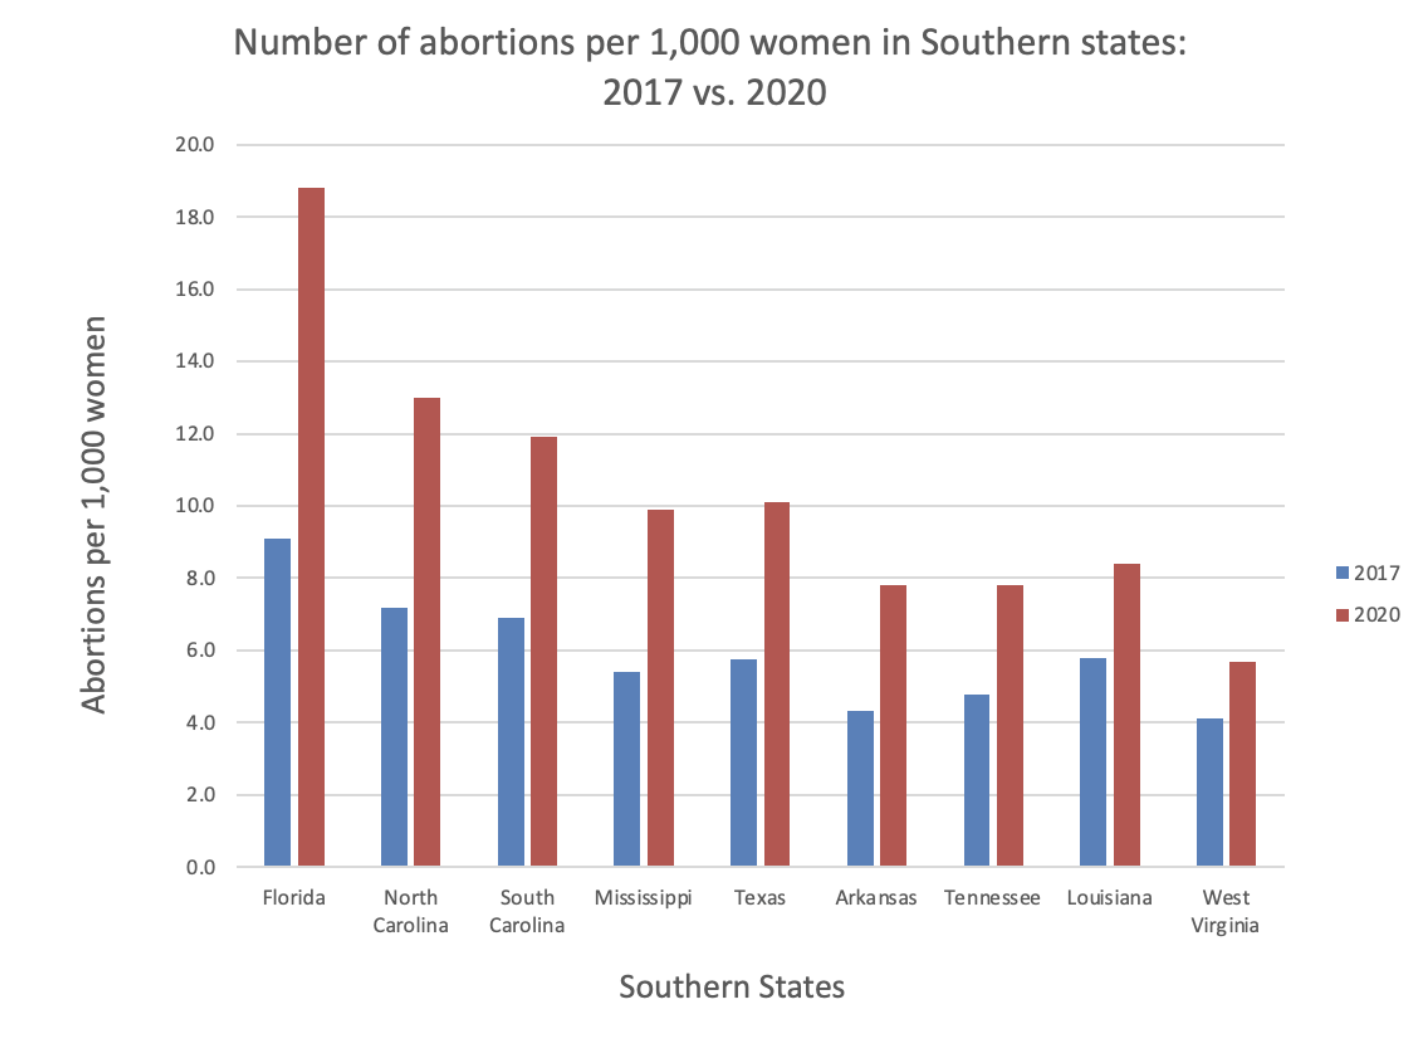 Number of abortions per 1,000 women in Southern states:
2017 vs. 2020
20.0
18.0
16.0
14.0
12.0
10.0
8.0
6.0
4.0
2.0
0.0
Abortions per 1,000 women
Florida
North
Carolina
South
Carolina
Mississippi
Texas
Arkansas
Tennessee
Louisiana
West
Virginia
Southern States
2017
2020